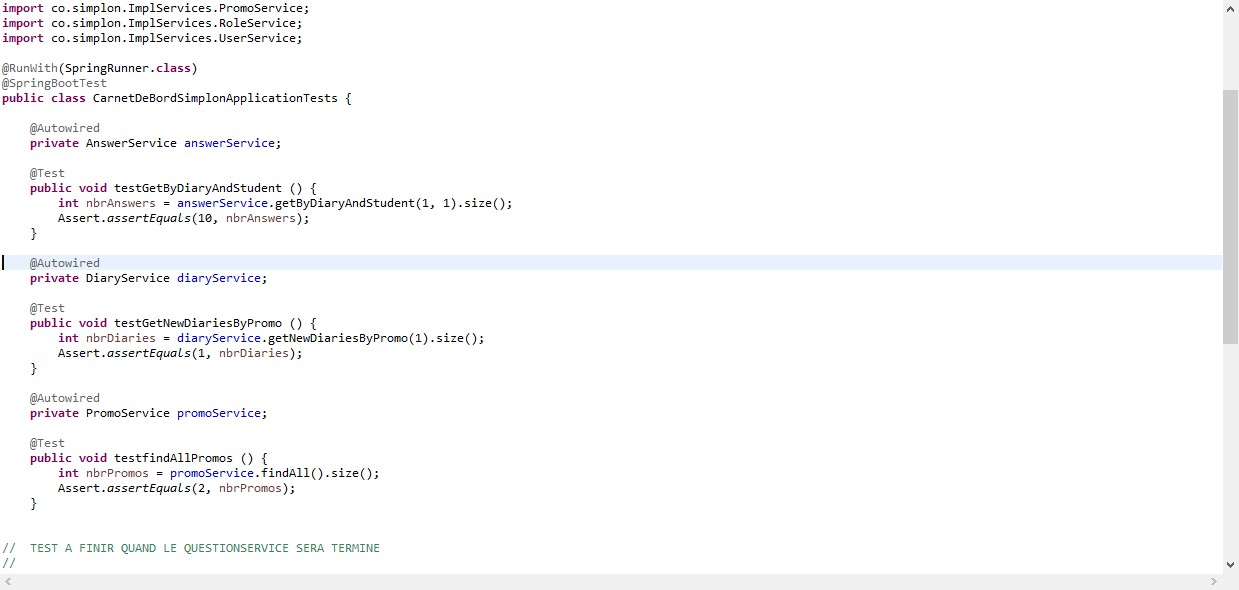 import co.simplon.ImplServices.PromoService;
import co.simplon.ImplServices.RoleService;
import co.simplon.ImplServices.UserService;
@RunWith(SpringRunner.class)
@SpringBootTest
public class CarnetDeBordSimplonApplicationTests {
@Autowired
private AnswerService answerService;
@Test
public void testGetByDiaryAndStudent () {
int nbrAnswers = answerService.getByDiaryAndStudent(1, 1).size();
Assert.assertEquals(10, nbrAnswers);
}
@Autowired
private DiaryService diaryService;
@Test
public void testGetNewDiariesByPromo () {
int nbrDiaries = diaryService.getNewDiariesByPromo(1).size();
Assert.assertEquals(1, nbrDiaries);
}
@Autowired
private PromoService promoService;
@Test
public void testfindAllPromos () {
int nbrPromos = promoService.findAll().size();
Assert.assertEquals(2, nbrPromos);
}
// TEST A FINIR QUAND LE QUESTIONSERVICE SERA TERMINE
//